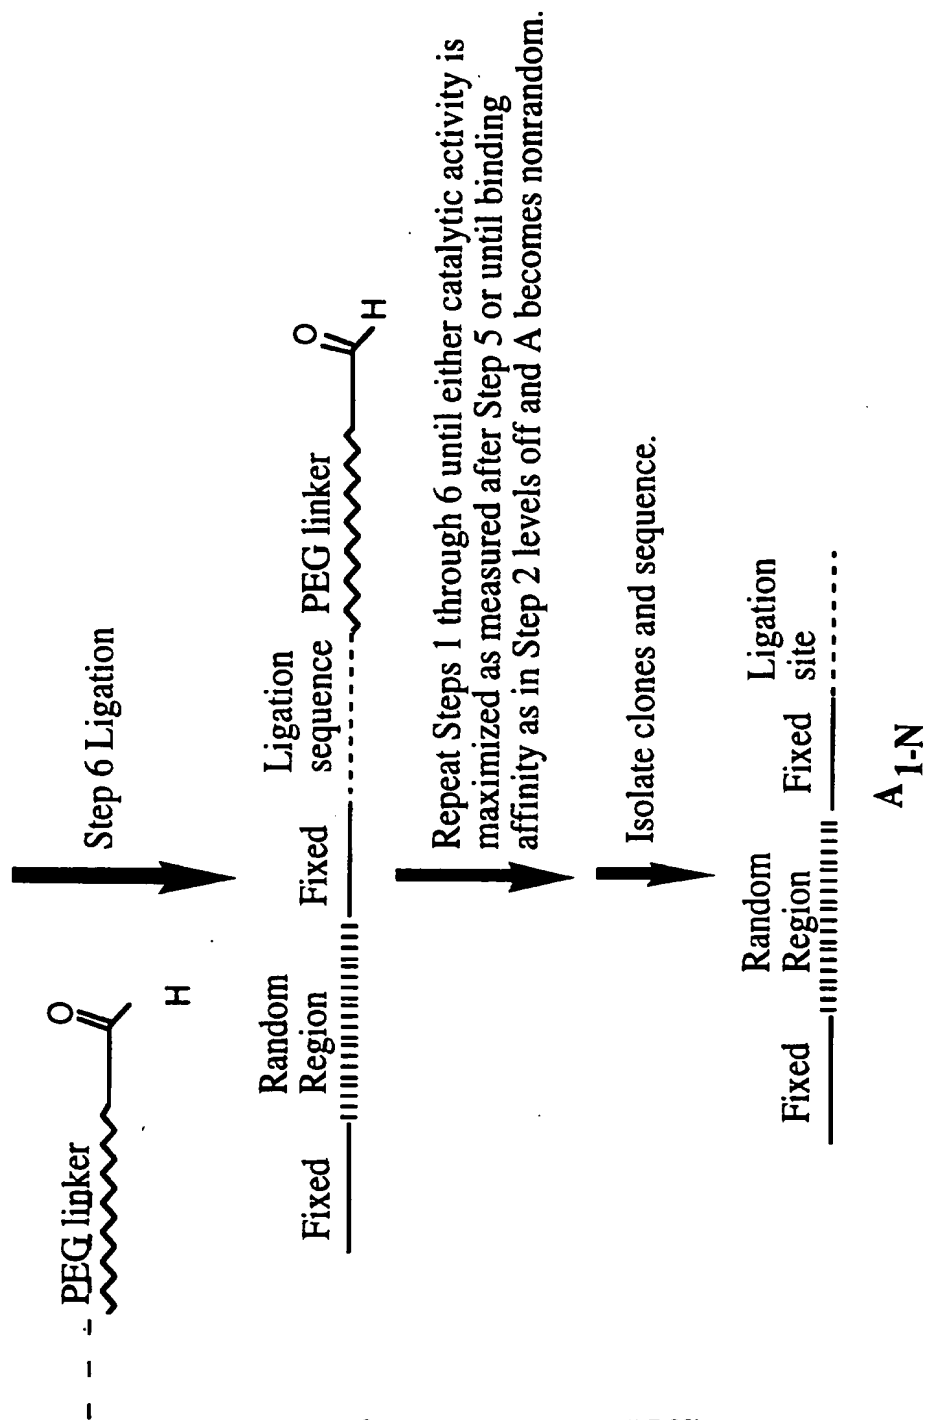 PEG linker
O
H
Step 6 Ligation
Fixed
Random
Region
Fixed
Ligation
sequence
PEG linker
O
H
Repeat Steps 1 through 6 until either catalytic activity is
maximized as measured after Step 5 or until binding
affinity as in Step 2 levels off and A becomes nonrandom.
Isolate clones and sequence.
Fixed
Random
Region
Fixed
Ligation
site
A 1-N